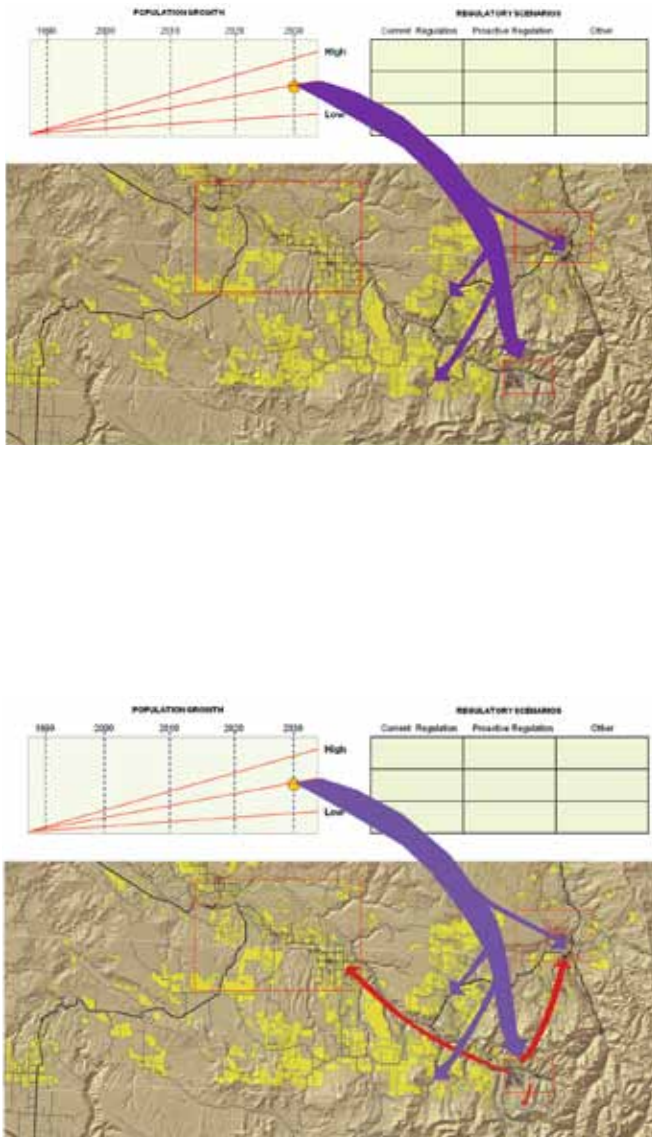 POPULATION GROWTH
1990 2000 2010 2020 2030
High
Low
REGULATORY SCENARIOS
Current Regulation Proactive Regulation Other
POPULATION GROWTH
1990 2000 2010 2020 2030
High
Low
REGULATORY SCENARIOS
Current Regulation Proactive Regulation Other